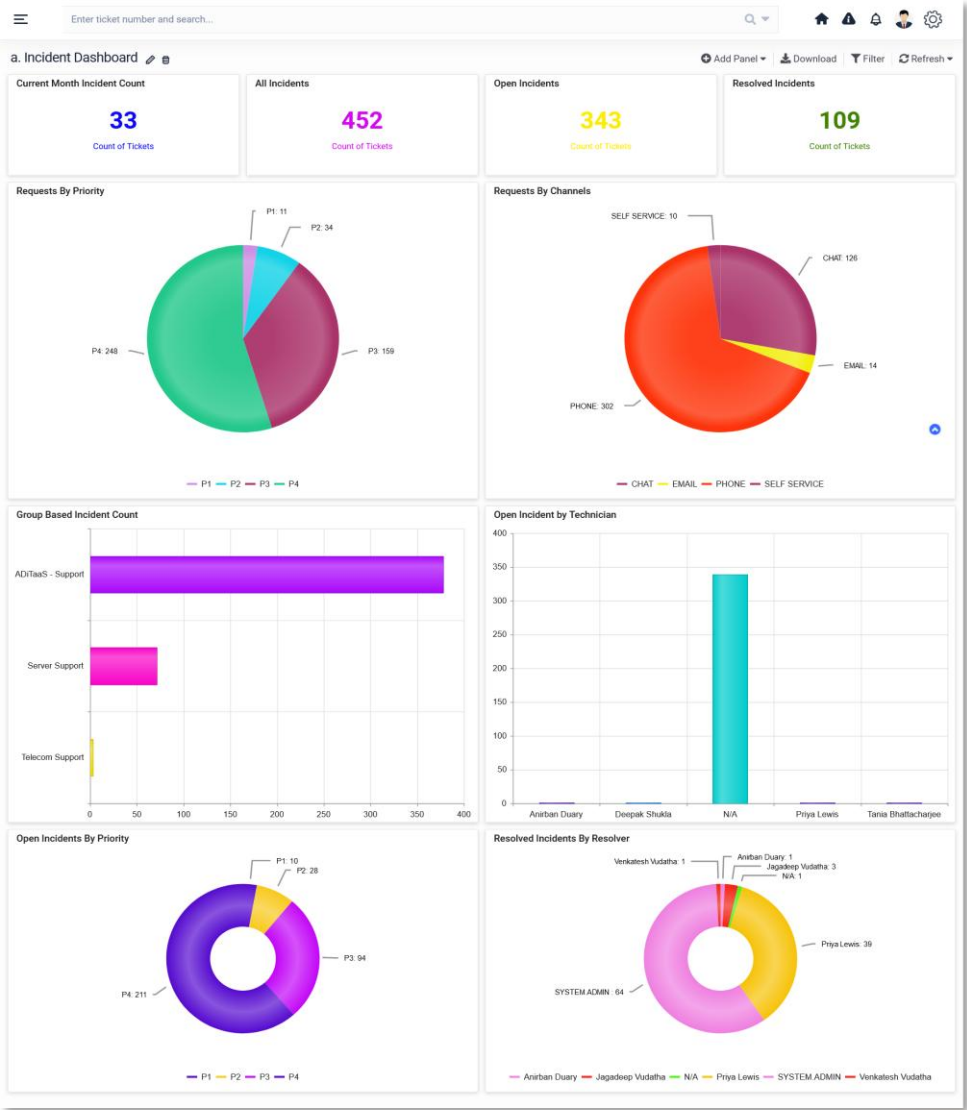 Enter ticket number and search...
a. Incident Dashboard
Add Panel
Download
Filter
Refresh
Current Month Incident Count
33
Count of Tickets
All Incidents
452
Count of Tickets
Open Incidents
343
Count of Tickets
Resolved Incidents
109
Count of Tickets
Requests By Priority
P1: 11
P2: 34
P4: 248
P3: 159
P1 P2 P3 P4
Requests By Channels
SELF SERVICE: 10
CHAT: 126
EMAIL: 14
PHONE: 302
CHAT EMAIL PHONE SELF SERVICE
Group Based Incident Count
ADiTaaS - Support
Server Support
Telecom Support
0 50 100 150 200 250 300 350 400
Open Incident by Technician
400
350
300
250
200
150
100
50
0
Anirban Duary Deepak Shukla N/A Priya Lewis Tania Bhattacharjee
Open Incidents By Priority
P1: 10
P2: 28
P3: 94
P4: 211
P1 P2 P3 P4
Resolved Incidents By Resolver
Venkatesh Vudatha: 1
Anirban Duary: 1
Jagadeep Vudatha: 3
N/A: 1
Priya Lewis: 39
SYSTEM.ADMIN : 64
Anirban Duary Jagadeep Vudatha N/A Priya Lewis SYSTEM.ADMIN Venkatesh Vudatha